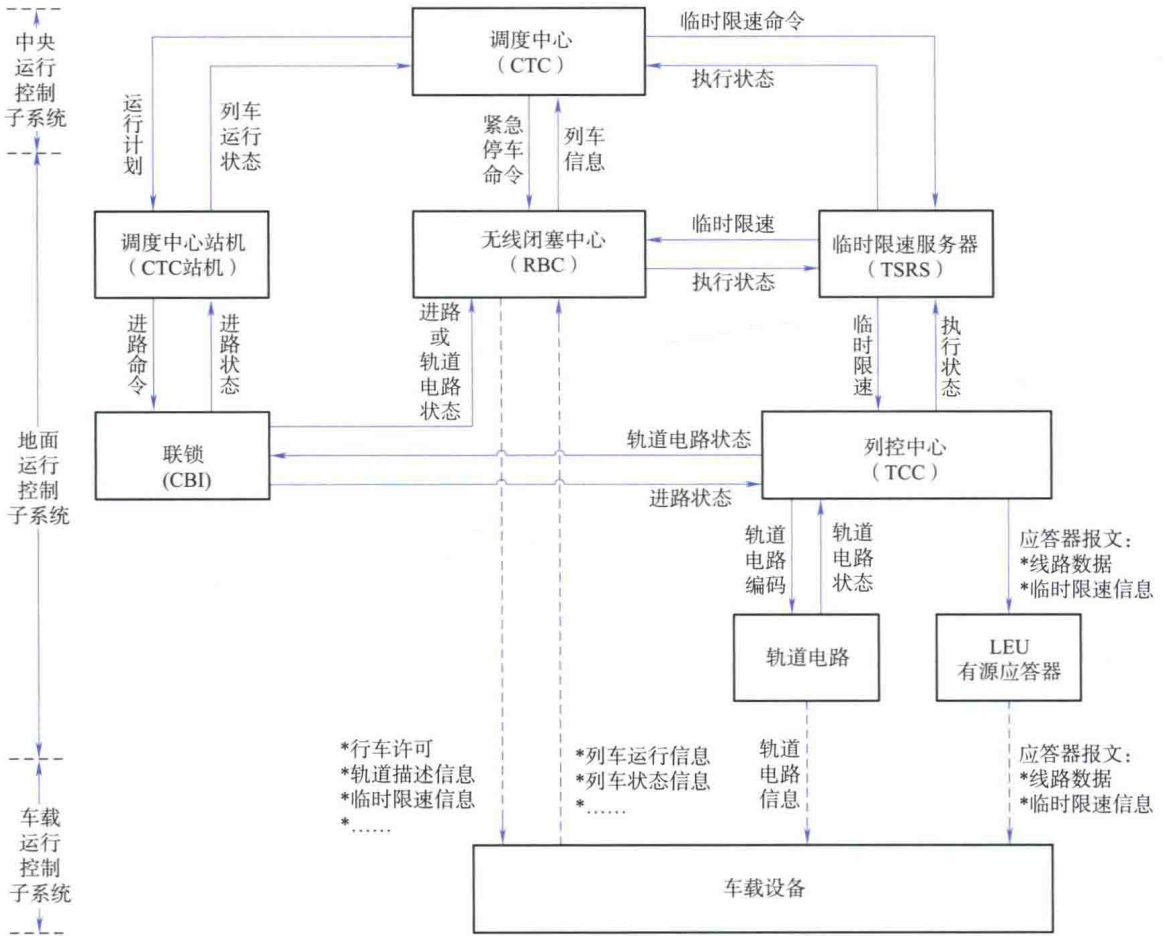 中央
运行
控制
子系统
调度中心
（CTC）
临时限速命令
执行状态
运行计划
列车
运行
状态
紧急
停车
命令
列车
信息
调度中心站机
（CTC站机）
无线闭塞中心
（RBC）
临时限速
执行状态
临时限速服务器
（TSRS）
进路命令
进路状态
进路
或
轨道
电路
状态
临时限速
执行状态
地面
运行
控制
子系统
联锁
(CBI)
轨道电路状态
进路状态
列控中心
（TCC）
轨道
电路
编码
轨道
电路
状态
应答器报文：
*线路数据
*临时限速信息
轨道电路
LEU
有源应答器
*行车许可
*轨道描述信息
*临时限速信息
*……
*列车运行信息
*列车状态信息
*……
轨道
电路
信息
应答器报文：
*线路数据
*临时限速信息
车载
运行
控制
子系统
车载设备